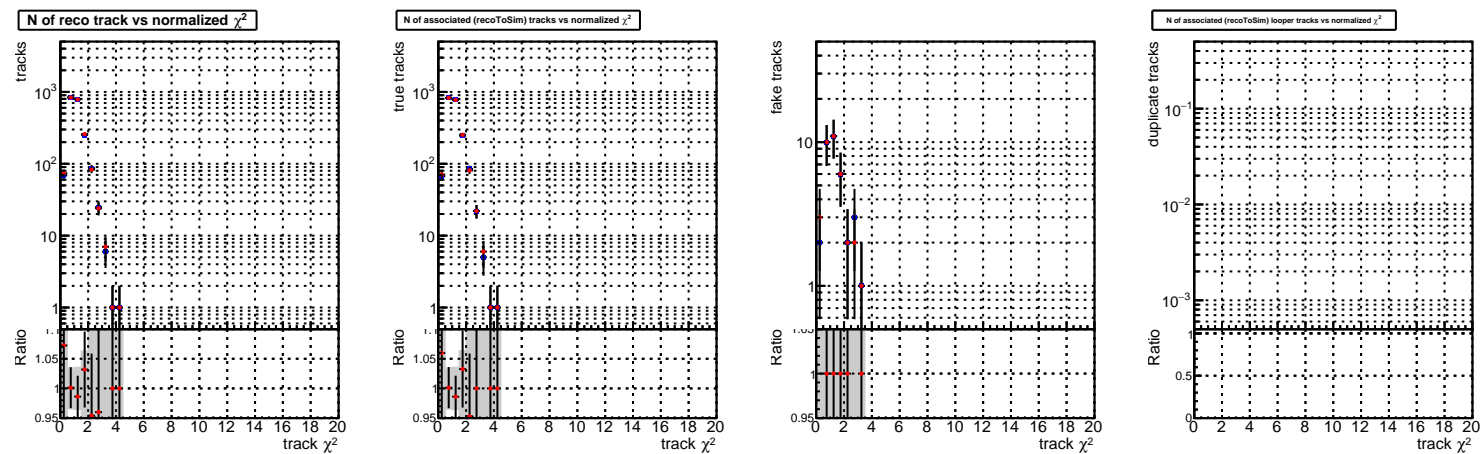 N of reco track vs normalized χ²
tracks
10³
10²
10
1
Ratio
1.1
1.05
1
0.95
0 2 4 6 8 10 12 14 16 18 20
track χ²
N of associated (recoToSim) tracks vs normalized χ²
true tracks
10³
10²
10
1
Ratio
1.1
1.05
1
0.95
0 2 4 6 8 10 12 14 16 18 20
track χ²
fake tracks
10
1
Ratio
1.05
1
0.95
0 2 4 6 8 10 12 14 16 18 20
track χ²
N of associated (recoToSim) looper tracks vs normalized χ²
duplicate tracks
10⁻¹
10⁻²
10⁻³
Ratio
1
0.5
0
0 2 4 6 8 10 12 14 16 18 20
track χ²